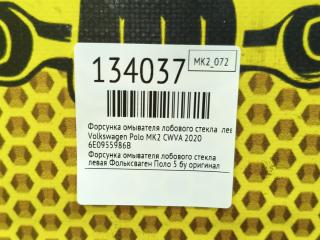 134037
MK2_072
Форсунка омывателя лобового стекла лев
Volkswagen Polo MK2 CWVA 2020
6E0955986B
Форсунка омывателя лобового стекла
левая Фольксваген Поло 5 бу оригинал